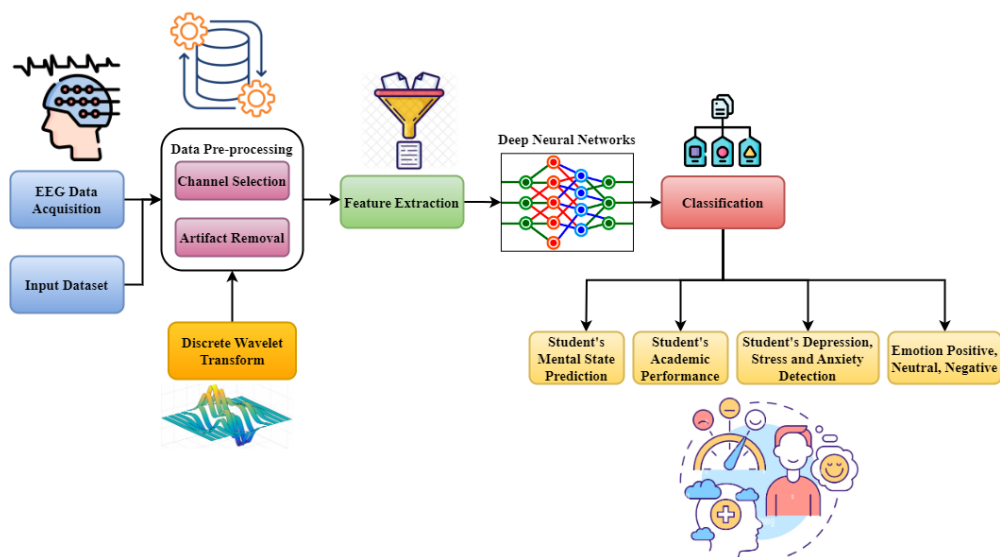 Data Pre-processing
Channel Selection
Artifact Removal
EEG Data
Acquisition
Input Dataset
Discrete Wavelet
Transform
Feature Extraction
Deep Neural Networks
Classification
Student's
Mental State
Prediction
Student's
Academic
Performance
Student's Depression,
Stress and Anxiety
Detection
Emotion Positive,
Neutral, Negative